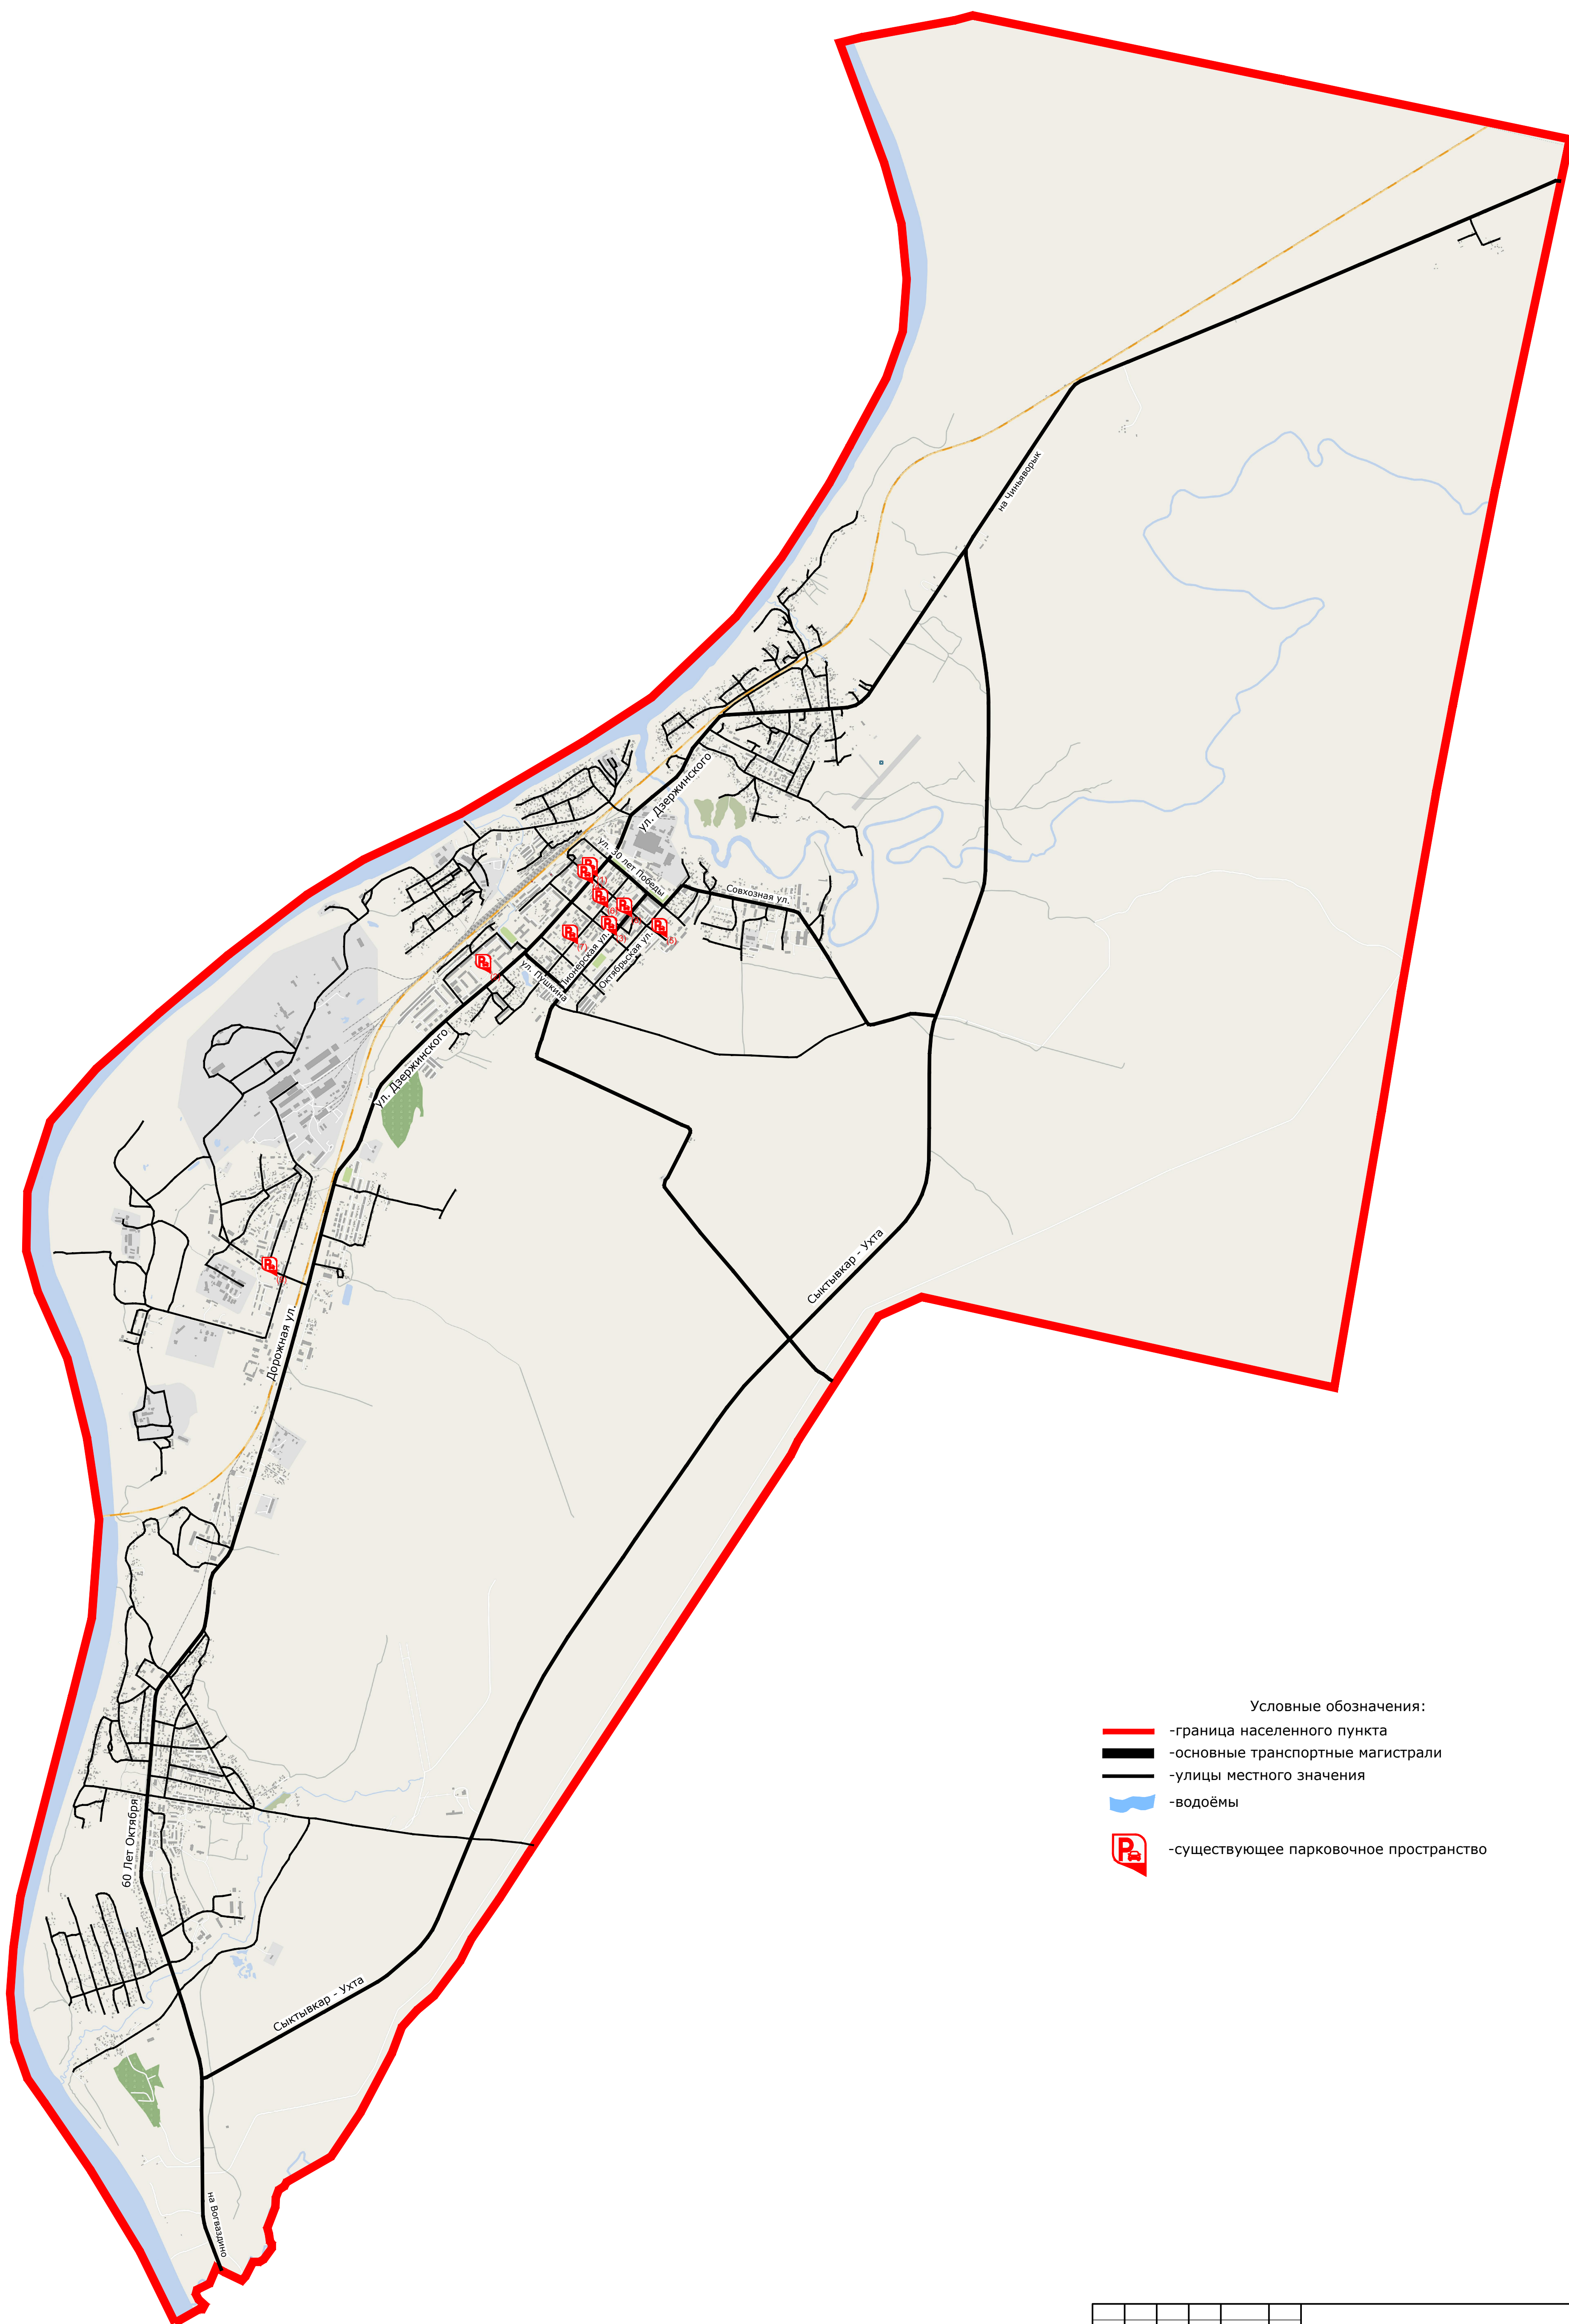 на Чиньяворык
ул. Дзержинского
ул. 30 лет Победы
Совхозная ул.
Пионерская ул.
Октябрьская ул.
ул. Пушкина
ул. Дзержинского
Сыктывкар - Ухта
Дорожная ул.
Условные обозначения:
-граница населенного пункта
-основные транспортные магистрали
-улицы местного значения
-водоёмы
Р
-существующее парковочное пространство
60 Лет Октября
Сыктывкар - Ухта
на Вогваздино